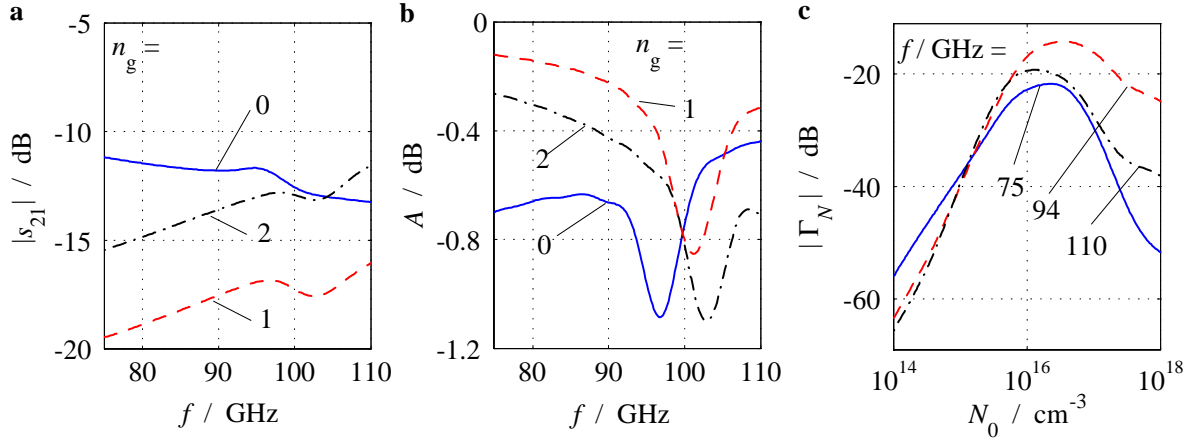 a
-5
-10
-15
-20
|s21| / dB
ng =
0
2
1
80
90
100
110
f / GHz
b
0
-0.4
-0.8
-1.2
A / dB
ng =
1
2
0
80
90
100
110
f / GHz
c
-20
-40
-60
|ΓN| / dB
f / GHz =
75
94
110
10^14
10^16
10^18
N0 / cm^-3